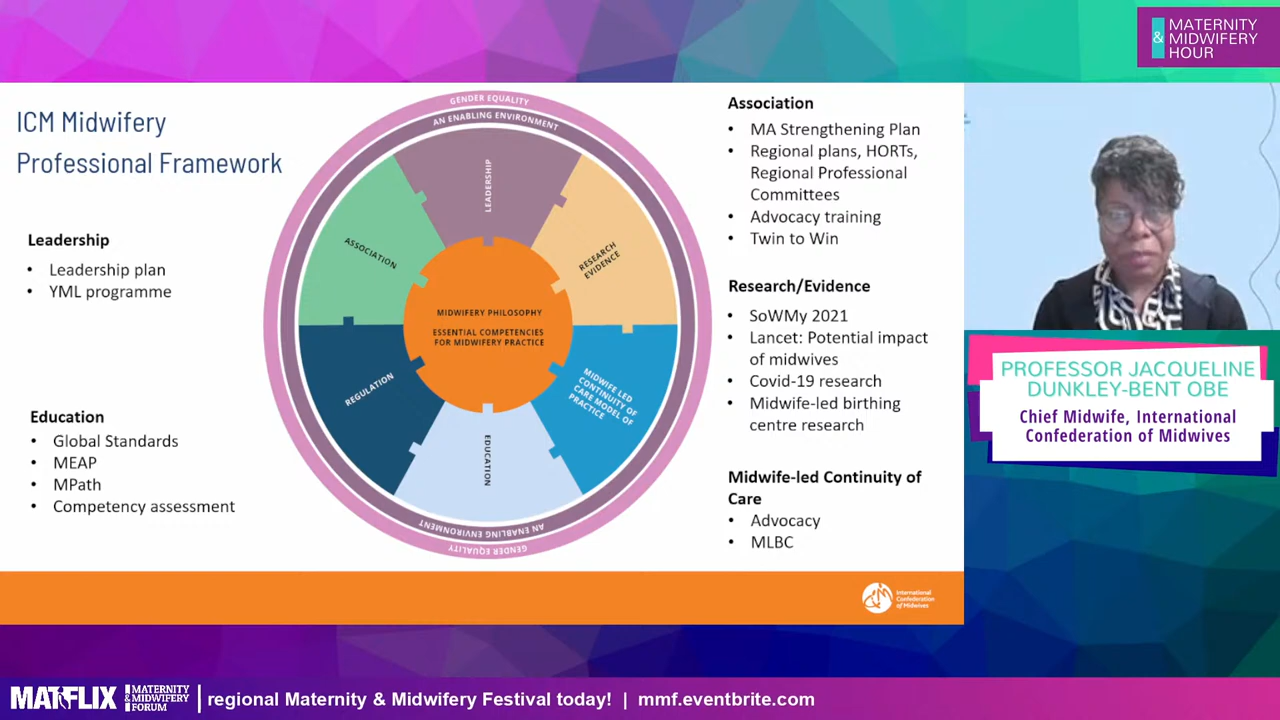 MATERNITY
& MIDWIFERY
HOUR
ICM Midwifery
Professional Framework
Leadership
• Leadership plan
• YML programme
Education
• Global Standards
• MEAP
• MPath
• Competency assessment
GENDER EQUALITY
AN ENABLING ENVIRONMENT
LEADERSHIP
RESEARCH
EVIDENCE
MIDWIFE LED
CONTINUITY OF
CARE MODEL OF
PRACTICE
EDUCATION
REGULATION
ASSOCIATION
MIDWIFERY PHILOSOPHY
ESSENTIAL COMPETENCIES
FOR MIDWIFERY PRACTICE
AN ENABLING ENVIRONMENT
GENDER EQUALITY
Association
• MA Strengthening Plan
• Regional plans, HORTs,
Regional Professional
Committees
• Advocacy training
• Twin to Win
Research/Evidence
• SoWMy 2021
• Lancet: Potential impact
of midwives
• Covid-19 research
• Midwife-led birthing
centre research
Midwife-led Continuity of
Care
• Advocacy
• MLBC
International
Confederation
of Midwives
PROFESSOR JACQUELINE
DUNKLEY-BENT OBE
Chief Midwife, International
Confederation of Midwives
MATFLIX
MATERNITY
& MIDWIFERY
FORUM
regional Maternity & Midwifery Festival today! | mmf.eventbrite.com